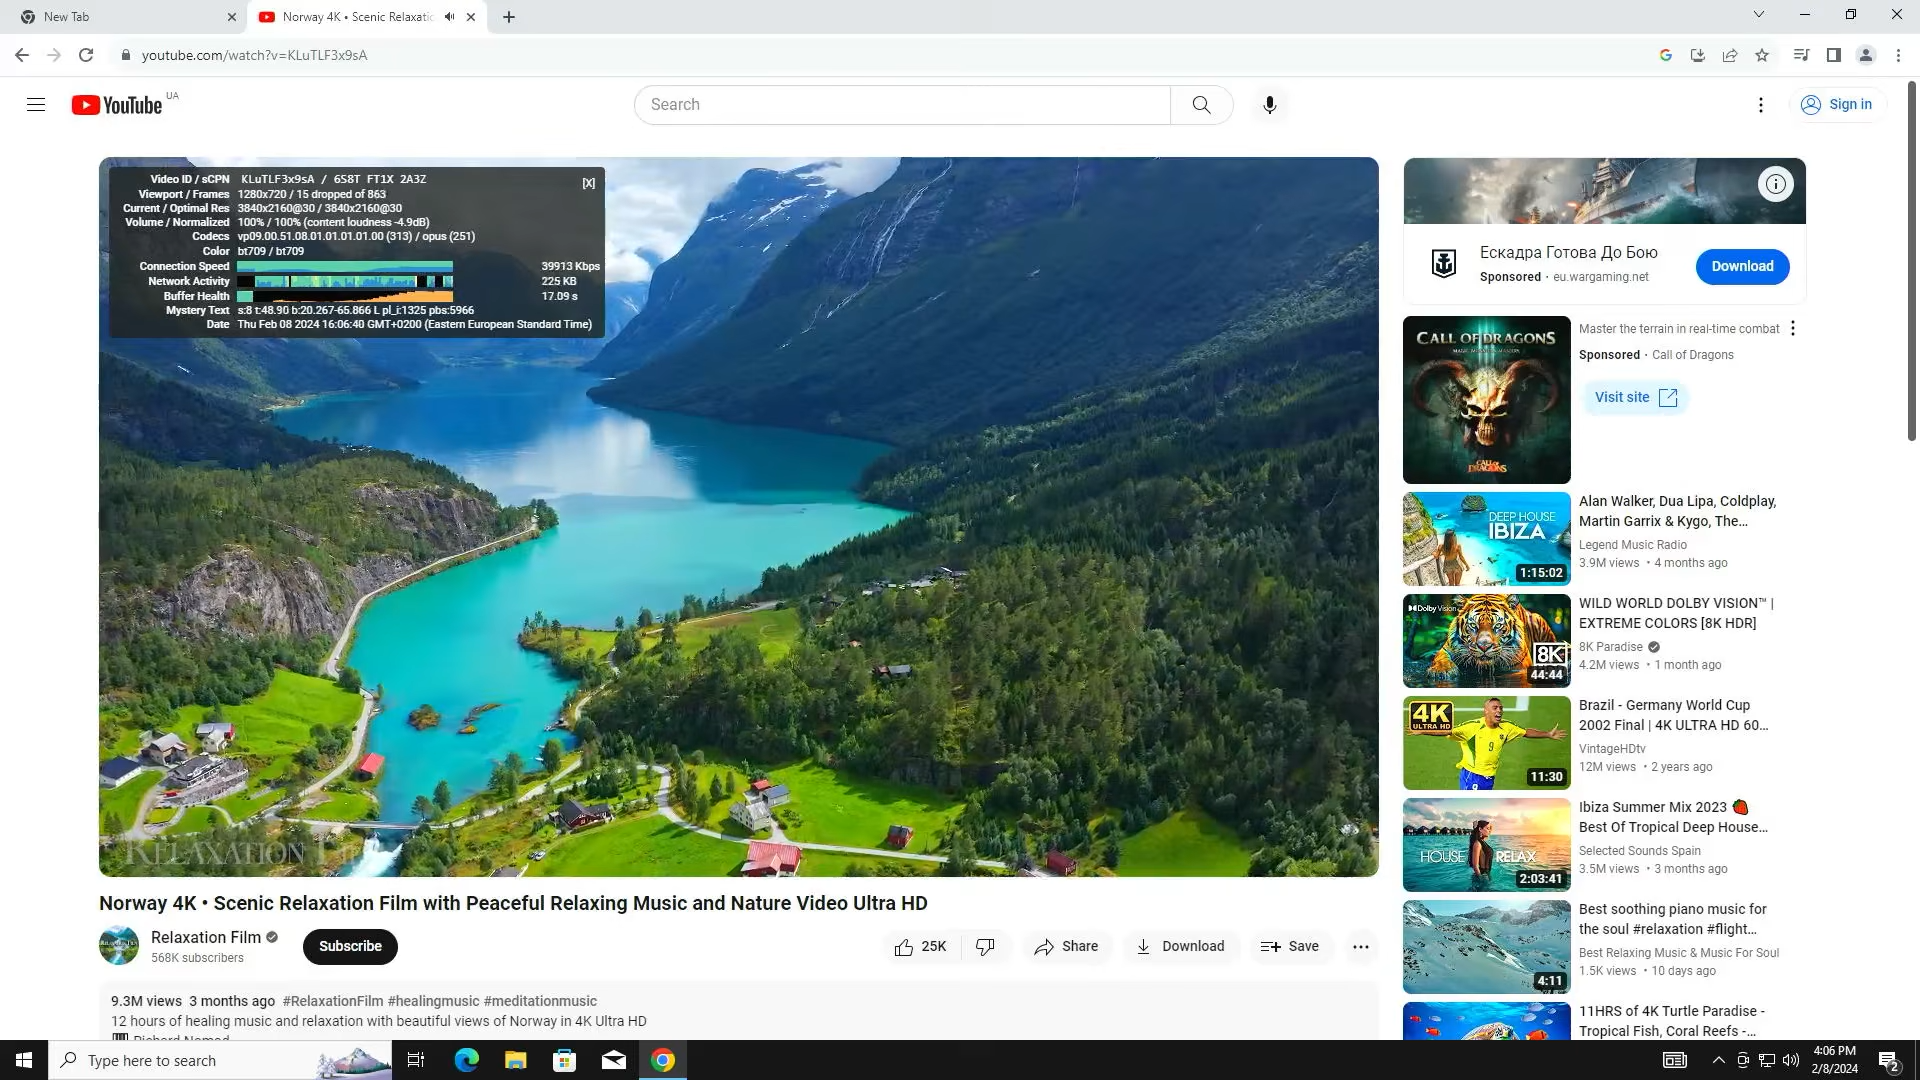 New Tab
Norway 4K • Scenic Relaxatic
youtube.com/watch?v=KLuTLF3x9sA
YouTube UA
Search
Sign in
Video ID / sCPN KLuTLF3x9sA / 6S8T FT1X 2A3Z
[X]
Viewport / Frames 1280x720 / 15 dropped of 863
Current / Optimal Res 3840x2160@30 / 3840x2160@30
Volume / Normalized 100% / 100% (content loudness -4.9dB)
Codecs vp09.00.51.08.01.01.01.01.00 (313) / opus (251)
Color bt709 / bt709
Connection Speed 39913 Kbps
Network Activity 225 KB
Buffer Health 17.09 s
Mystery Text s:8 t:48.90 b:20.267-65.866 L pl_i:1325 pbs:5966
Date Thu Feb 08 2024 16:06:40 GMT+0200 (Eastern European Standard Time)
RELAXATION
Norway 4K • Scenic Relaxation Film with Peaceful Relaxing Music and Nature Video Ultra HD
Relaxation Film
568K subscribers
Subscribe
25K
Share
Download
Save
9.3M views 3 months ago #RelaxationFilm #healingmusic #meditationmusic
12 hours of healing music and relaxation with beautiful views of Norway in 4K Ultra HD
Richard Nomad
Ескадра Готова До Бою
Sponsored · eu.wargaming.net
Download
CALL OF DRAGONS
CALL OF DRAGONS
Master the terrain in real-time combat
Sponsored · Call of Dragons
Visit site
DEEP HOUSE
IBIZA
1:15:02
Alan Walker, Dua Lipa, Coldplay,
Martin Garrix & Kygo, The...
Legend Music Radio
3.9M views • 4 months ago
Dolby Vision
8K
44:44
WILD WORLD DOLBY VISION™ |
EXTREME COLORS [8K HDR]
8K Paradise
4.2M views • 1 month ago
4K
ULTRA HD
9
11:30
Brazil - Germany World Cup
2002 Final | 4K ULTRA HD 60...
VintageHDtv
12M views • 2 years ago
HOUSE RELAX
2:03:41
Ibiza Summer Mix 2023 🍓
Best Of Tropical Deep House...
Selected Sounds Spain
3.5M views • 3 months ago
4:11
Best soothing piano music for
the soul #relaxation #flight...
Best Relaxing Music & Music For Soul
1.5K views • 10 days ago
11HRS of 4K Turtle Paradise -
Tropical Fish, Coral Reefs -...
Type here to search
4:06 PM
2/8/2024
2